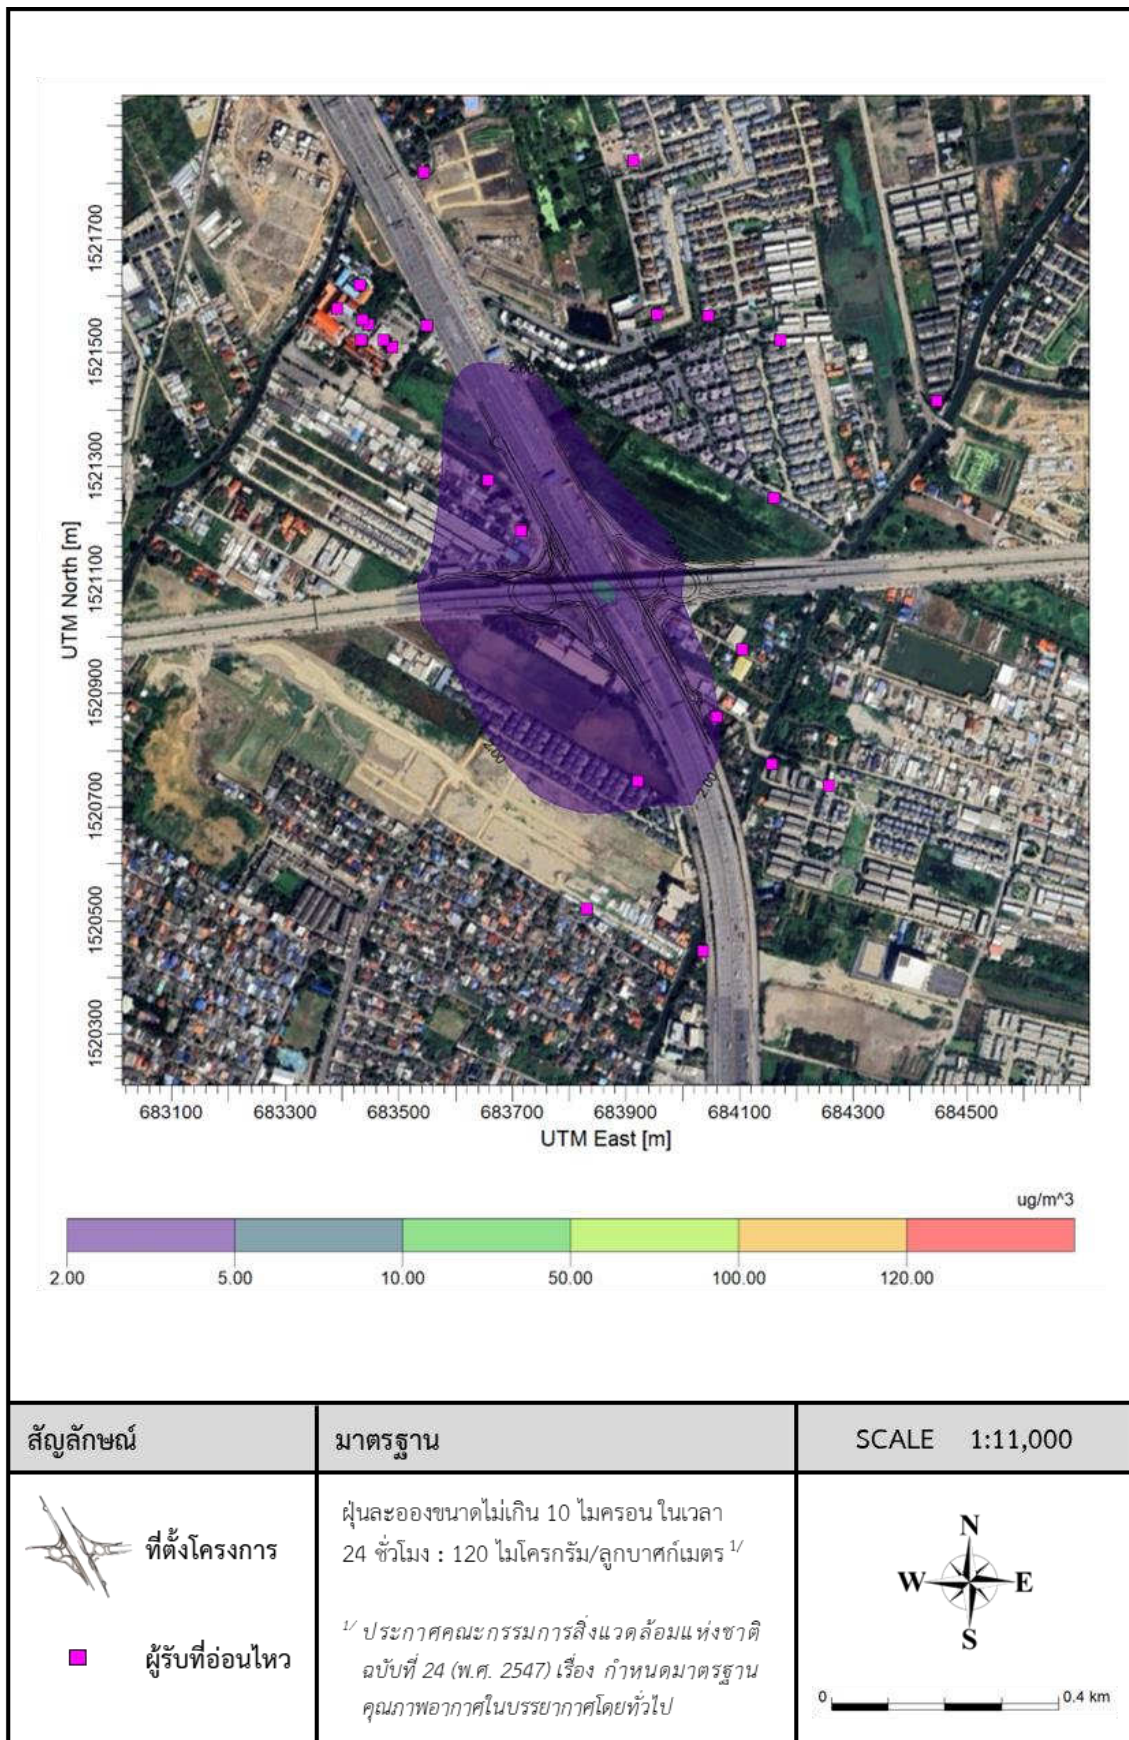 2.00
2.00
2.00
2.00
UTM North [m]
1521700
1521500
1521300
1521100
1520900
1520700
1520500
1520300
683100 683300 683500 683700 683900 684100 684300 684500
UTM East [m]
ug/m^3
2.00 5.00 10.00 50.00 100.00 120.00
สัญลักษณ์
ที่ตั้งโครงการ
ผู้รับที่อ่อนไหว
มาตรฐาน
ฝุ่นละอองขนาดไม่เกิน 10 ไมครอน ในเวลา
24 ชั่วโมง : 120 ไมโครกรัม/ลูกบาศก์เมตร 1/
1/ ประกาศคณะกรรมการสิ่งแวดล้อมแห่งชาติ
ฉบับที่ 24 (พ.ศ. 2547) เรื่อง กำหนดมาตรฐาน
คุณภาพอากาศในบรรยากาศโดยทั่วไป
SCALE 1:11,000
N
W E
S
0 0.4 km